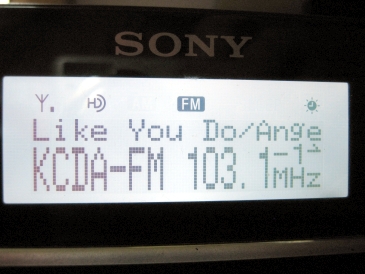 SONY
HD FM
Like You Do/Ange
KCDA-FM 103.1-1
MHz